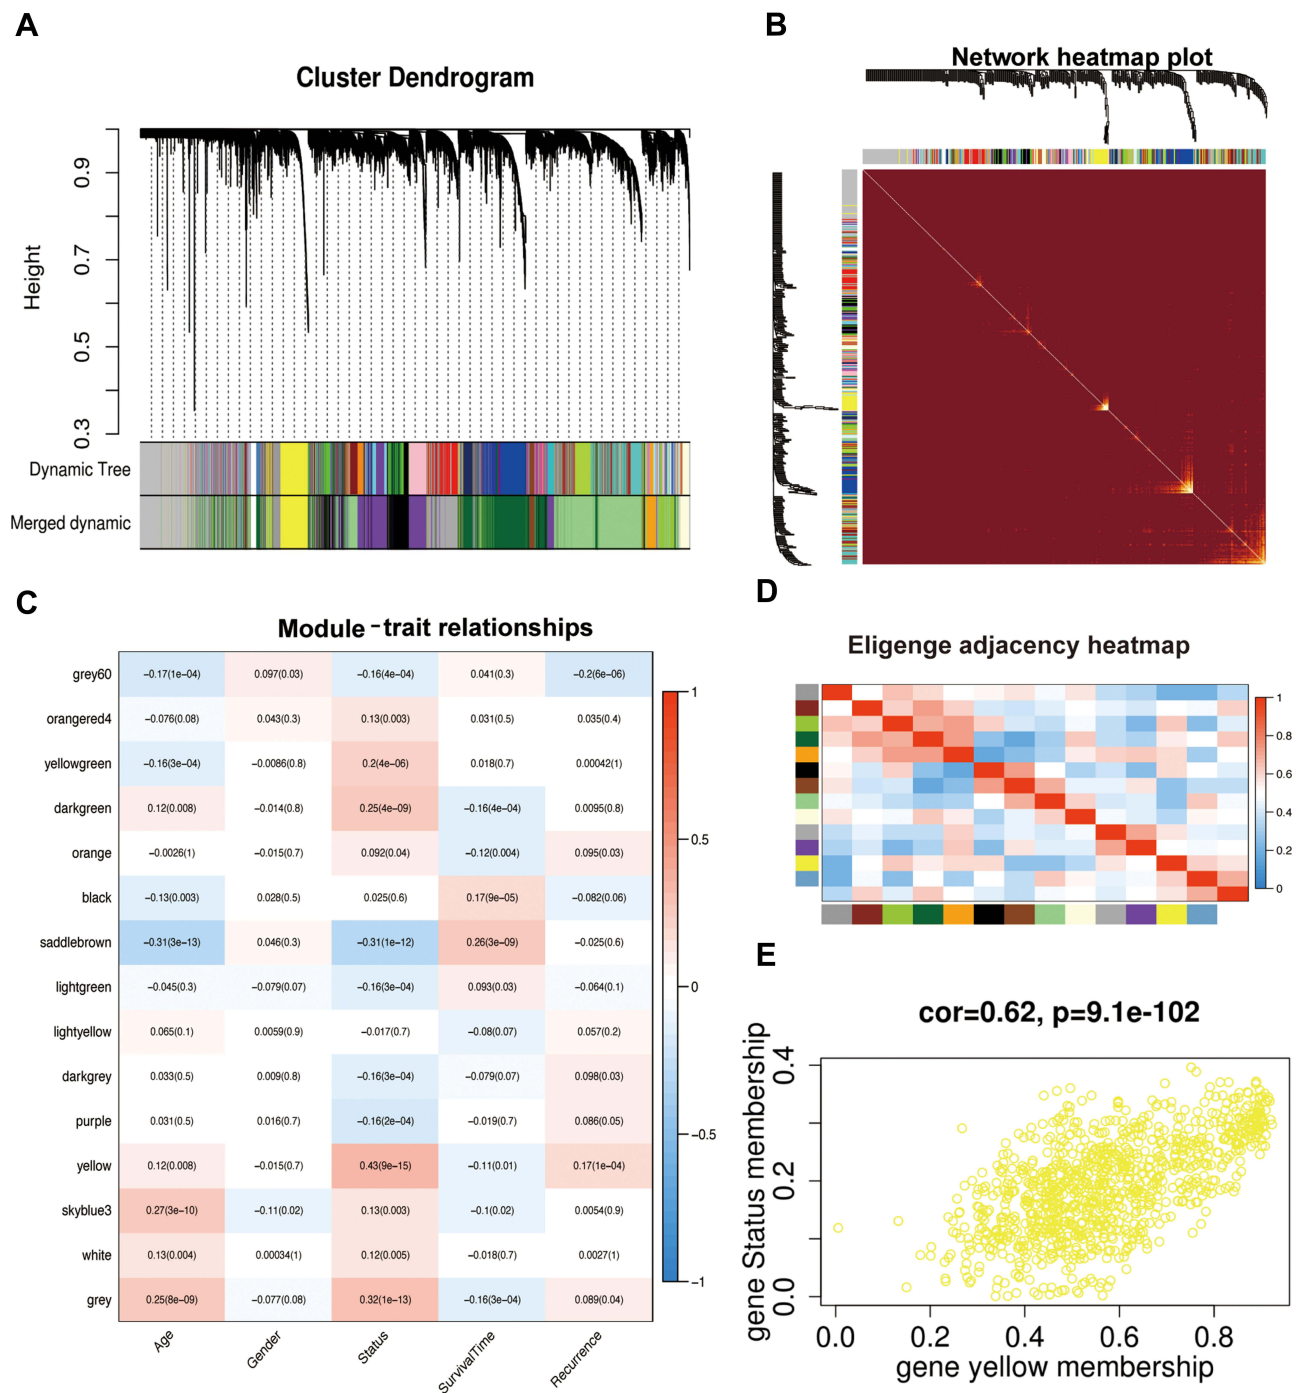 A
Cluster Dendrogram
Height
0.9
0.7
0.5
0.3
Dynamic Tree
Merged dynamic
B
Network heatmap plot
C
Module-trait relationships
grey60 −0.17(1e−04) 0.097(0.03) −0.16(4e−04) 0.041(0.3) −0.2(6e−06)
orangered4 −0.076(0.08) 0.043(0.3) 0.13(0.003) 0.031(0.5) 0.035(0.4)
yellowgreen −0.16(3e−04) −0.0086(0.8) 0.2(4e−06) 0.018(0.7) 0.00042(1)
darkgreen 0.12(0.008) −0.014(0.8) 0.25(4e−09) −0.16(4e−04) 0.0095(0.8)
orange −0.0026(1) −0.015(0.7) 0.092(0.04) −0.12(0.004) 0.095(0.03)
black −0.13(0.003) 0.028(0.5) 0.025(0.6) 0.17(9e−05) −0.082(0.06)
saddlebrown −0.31(3e−13) 0.046(0.3) −0.31(1e−12) 0.26(3e−09) −0.025(0.6)
lightgreen −0.045(0.3) −0.079(0.07) −0.16(3e−04) 0.093(0.03) −0.064(0.1)
lightyellow 0.065(0.1) 0.0059(0.9) −0.017(0.7) −0.08(0.07) 0.057(0.2)
darkgrey 0.033(0.5) 0.009(0.8) −0.16(3e−04) −0.079(0.07) 0.098(0.03)
purple 0.031(0.5) 0.016(0.7) −0.16(2e−04) −0.019(0.7) 0.086(0.05)
yellow 0.12(0.008) −0.015(0.7) 0.43(9e−15) −0.11(0.01) 0.17(1e−04)
skyblue3 0.27(3e−10) −0.11(0.02) 0.13(0.003) −0.1(0.02) 0.0054(0.9)
white 0.13(0.004) 0.00034(1) 0.12(0.005) −0.018(0.7) 0.0027(1)
grey 0.25(8e−09) −0.077(0.08) 0.32(1e−13) −0.16(3e−04) 0.089(0.04)
Age Gender Status SurvivalTime Recurrence
1
0.5
0
−0.5
−1
D
Eligenge adjacency heatmap
1
0.8
0.6
0.4
0.2
0
E
cor=0.62, p=9.1e-102
gene Status membership
0.4
0.2
0.0
0.0 0.2 0.4 0.6 0.8
gene yellow membership